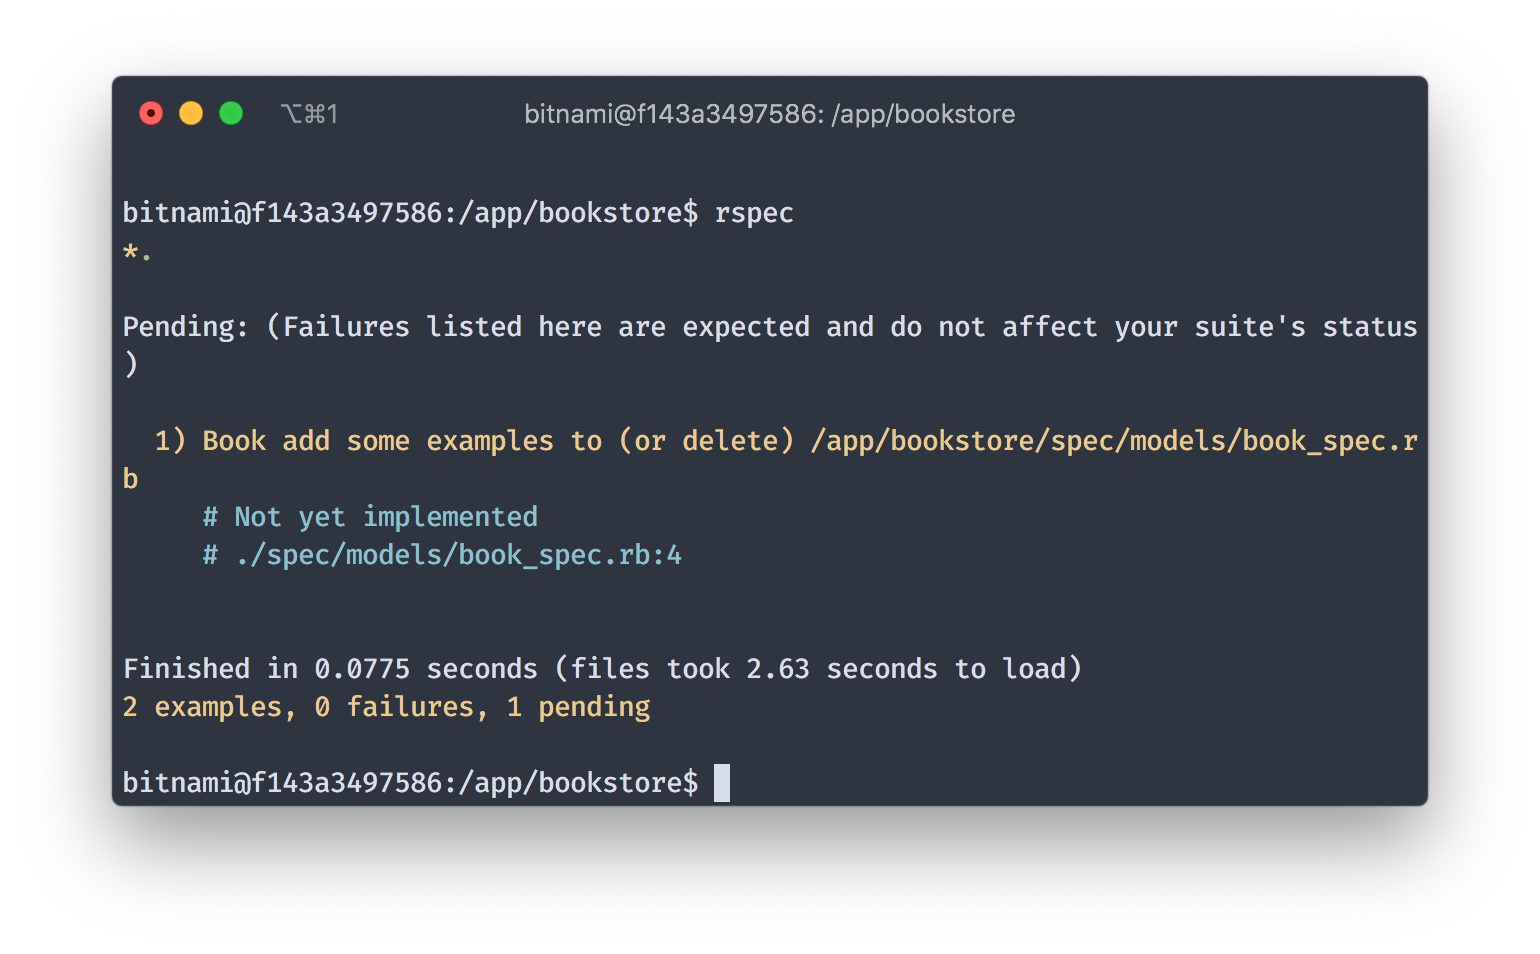 ⌥⌘1 bitnami@f143a3497586: /app/bookstore
bitnami@f143a3497586:/app/bookstore$ rspec
*.
Pending: (Failures listed here are expected and do not affect your suite's status
)
1) Book add some examples to (or delete) /app/bookstore/spec/models/book_spec.r
b
# Not yet implemented
# ./spec/models/book_spec.rb:4
Finished in 0.0775 seconds (files took 2.63 seconds to load)
2 examples, 0 failures, 1 pending
bitnami@f143a3497586:/app/bookstore$